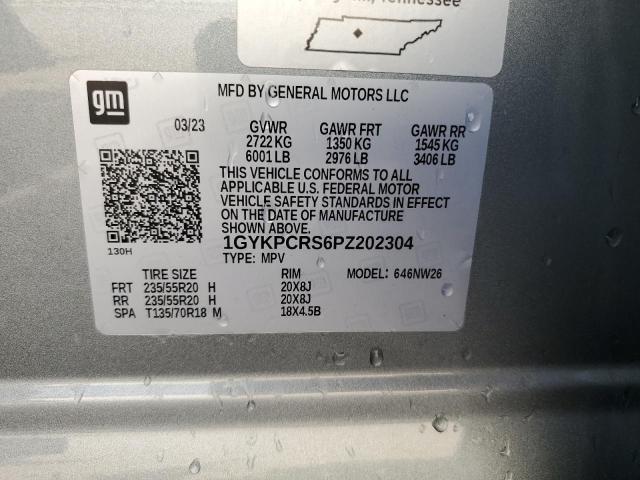 Tennessee
gm
MFD BY GENERAL MOTORS LLC
03/23 GVWR GAWR FRT GAWR RR
2722 KG 1350 KG 1545 KG
6001 LB 2976 LB 3406 LB
THIS VEHICLE CONFORMS TO ALL
APPLICABLE U.S. FEDERAL MOTOR
VEHICLE SAFETY STANDARDS IN EFFECT
ON THE DATE OF MANUFACTURE
SHOWN ABOVE.
130H
1GYKPCRS6PZ202304
TYPE: MPV
TIRE SIZE RIM MODEL: 646NW26
FRT 235/55R20 H 20X8J
RR 235/55R20 H 20X8J
SPA T135/70R18 M 18X4.5B